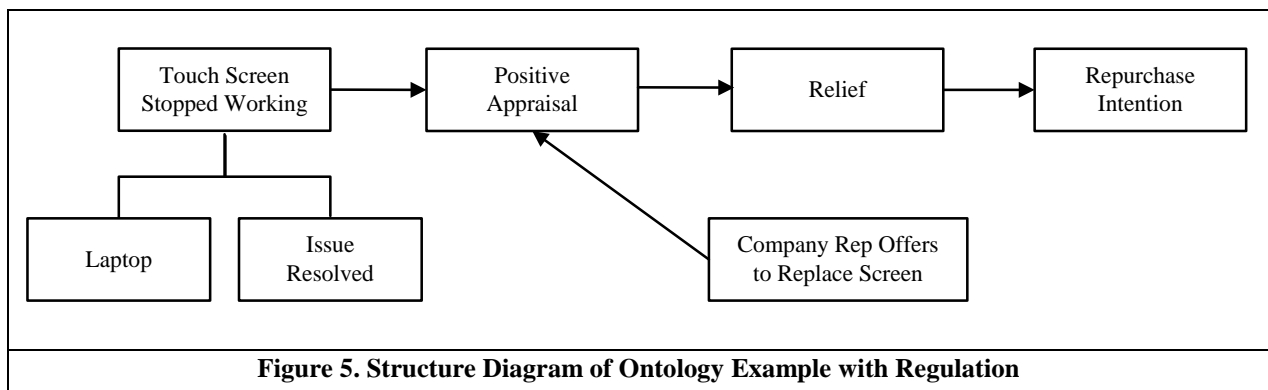 Touch Screen
Stopped Working
Positive
Appraisal
Relief
Repurchase
Intention
Laptop
Issue
Resolved
Company Rep Offers
to Replace Screen
Figure 5. Structure Diagram of Ontology Example with Regulation